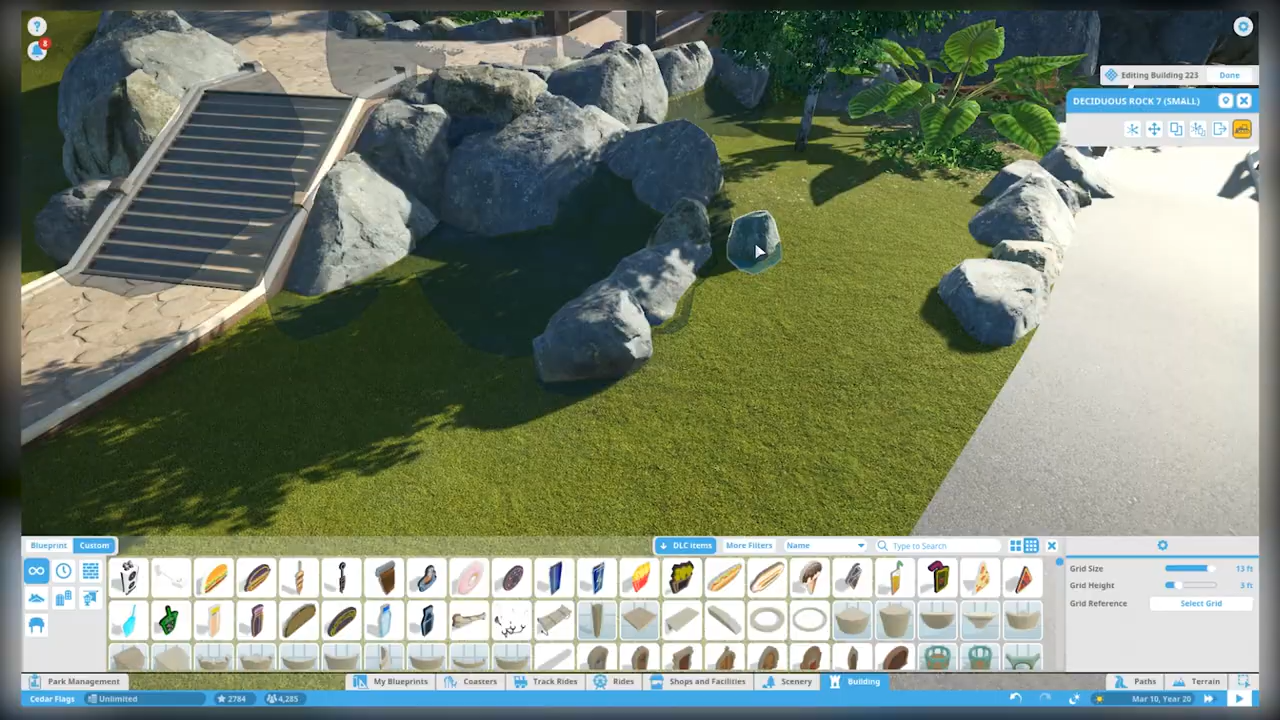 8
Editing Building 223 Done
DECIDUOUS ROCK 7 (SMALL)
Blueprint Custom DLC items More Filters Name Type to Search
Grid Size 13 ft
Grid Height 3 ft
Grid Reference Select Grid
Park Management My Blueprints Coasters Track Rides Rides Shops and Facilities Scenery Building Paths Terrain
Cedar Flags Unlimited 2784 4,285 Mar 10, Year 20